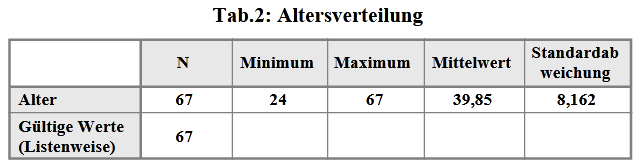 Tab.2: Altersverteilung
N Minimum Maximum Mittelwert Standardab
weichung
Alter 67 24 67 39,85 8,162
Gültige Werte
(Listenweise) 67